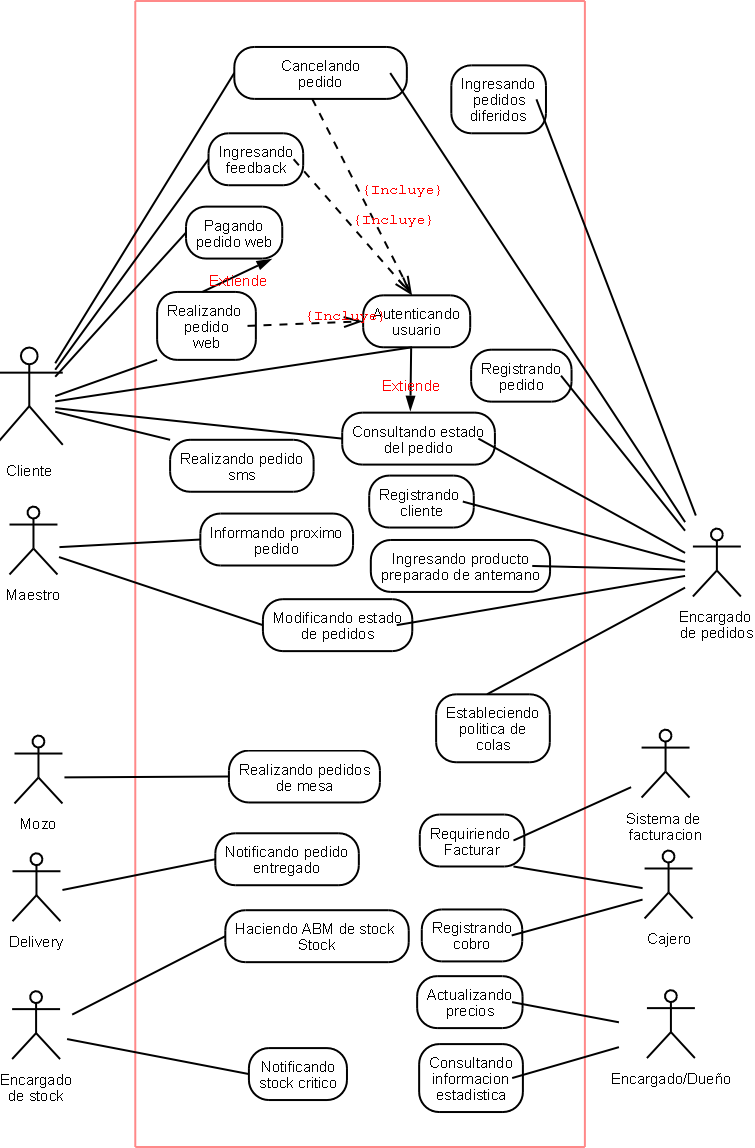 Cancelando
pedido
Ingresando
pedidos
diferidos
Ingresando
feedback
{Incluye}
{Incluye}
Pagando
pedido web
Extiende
Realizando
pedido
web
{Incluye}
Autenticando
usuario
Registrando
pedido
Extiende
Cliente
Consultando estado
del pedido
Realizando pedido
sms
Registrando
cliente
Informando proximo
pedido
Maestro
Ingresando producto
preparado de antemano
Modificando estado
de pedidos
Encargado
de pedidos
Estableciendo
politica de
colas
Mozo
Realizando pedidos
de mesa
Sistema de
facturacion
Requiriendo
Facturar
Notificando pedido
entregado
Delivery
Haciendo ABM de stock
Stock
Registrando
cobro
Cajero
Actualizando
precios
Encargado
de stock
Notificando
stock critico
Consultando
informacion
estadistica
Encargado/Dueño